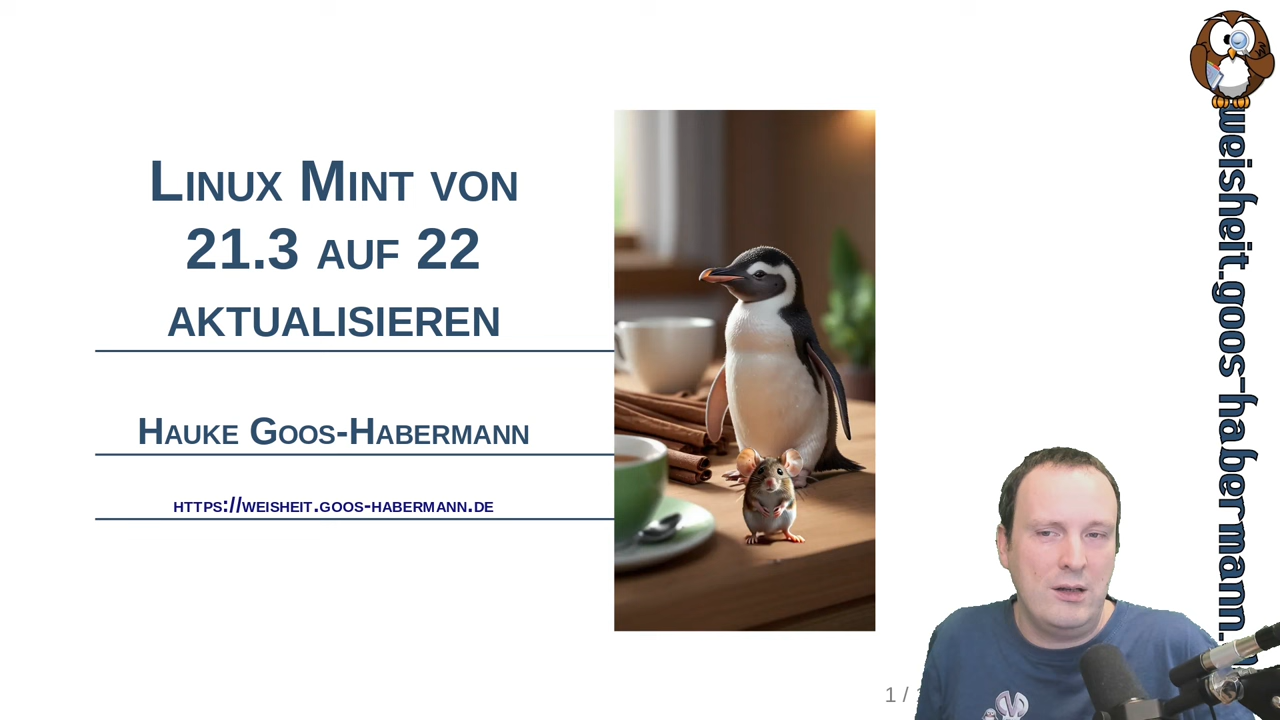 Linux Mint von
21.3 auf 22
aktualisieren
Hauke Goos-Habermann
https://weisheit.goos-habermann.de
weisheit.goos-habermann.
1 /